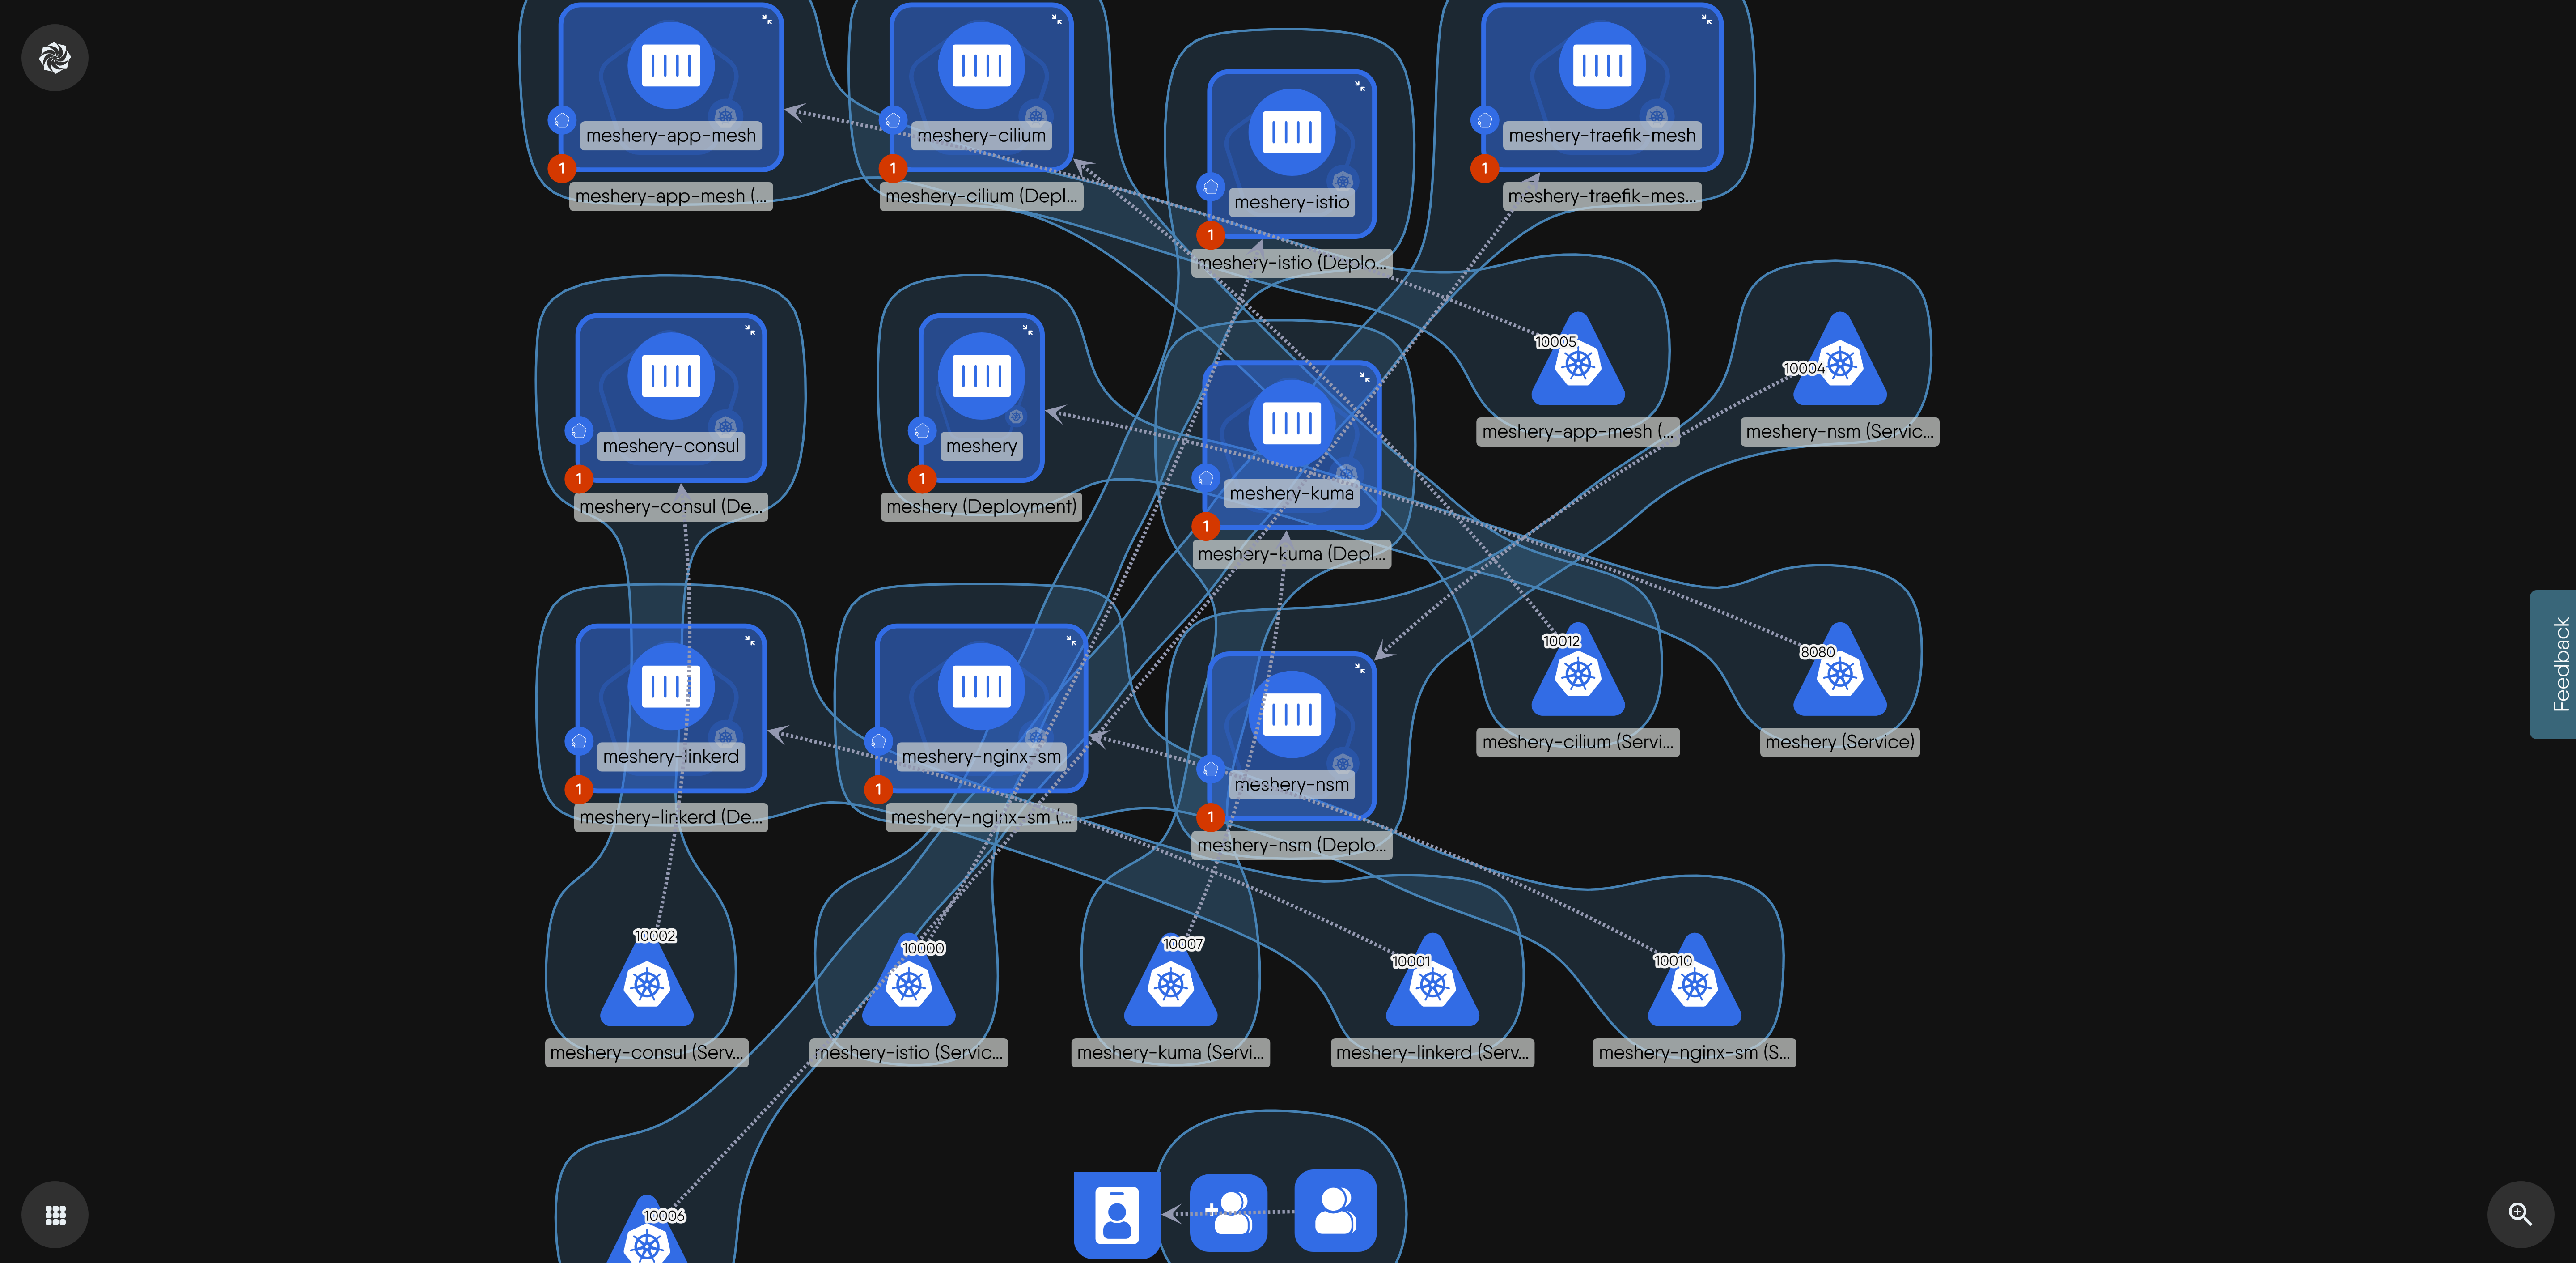 meshery-app-mesh
1
meshery-app-mesh (...
meshery-cilium
1
meshery-cilium (Depl...
meshery-istio
1
meshery-istio (Deplo...
meshery-traefik-mesh
1
meshery-traefik-mes...
10005
meshery-app-mesh (...
10004
meshery-nsm (Servic...
meshery-consul
1
meshery-consul (De...
meshery
1
meshery (Deployment)
meshery-kuma
1
meshery-kuma (Depl...
10012
meshery-cilium (Servi...
8080
meshery (Service)
Feedback
meshery-linkerd
1
meshery-linkerd (De...
meshery-nginx-sm
1
meshery-nginx-sm (...
meshery-nsm
1
meshery-nsm (Deplo...
10002
meshery-consul (Serv...
10000
meshery-istio (Servic...
10007
meshery-kuma (Servi...
10001
meshery-linkerd (Serv...
10010
meshery-nginx-sm (S...
10006